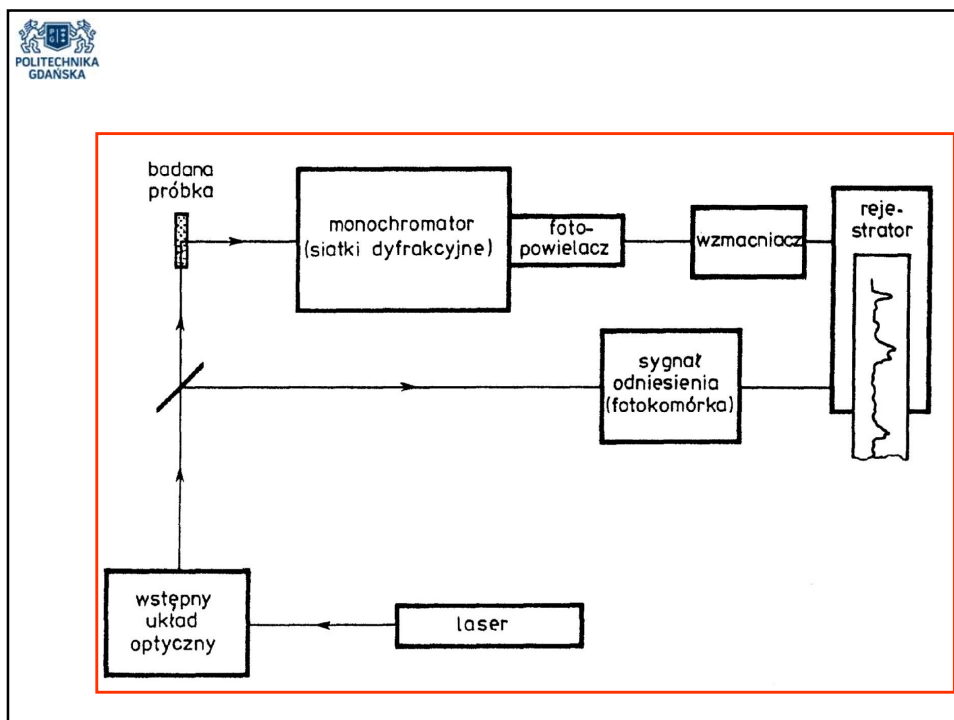 POLITECHNIKA
GDAŃSKA
badana
próbka
monochromator
(siatki dyfrakcyjne)
foto-
powielacz
wzmacniacz
reje-
strator
sygnał
odniesienia
(fotokomórka)
wstępny
układ
optyczny
laser